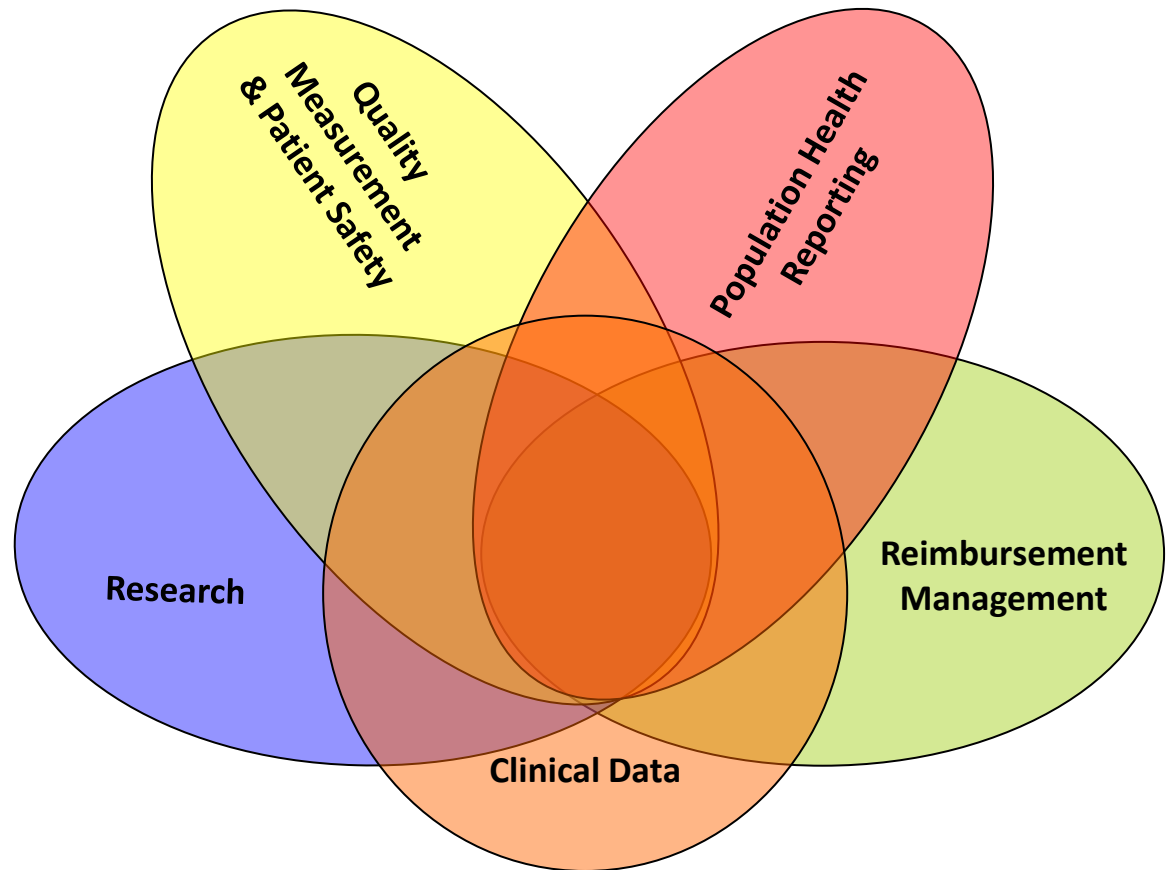 Quality
Measurement
& Patient Safety
Population Health
Reporting
Research
Reimbursement
Management
Clinical Data